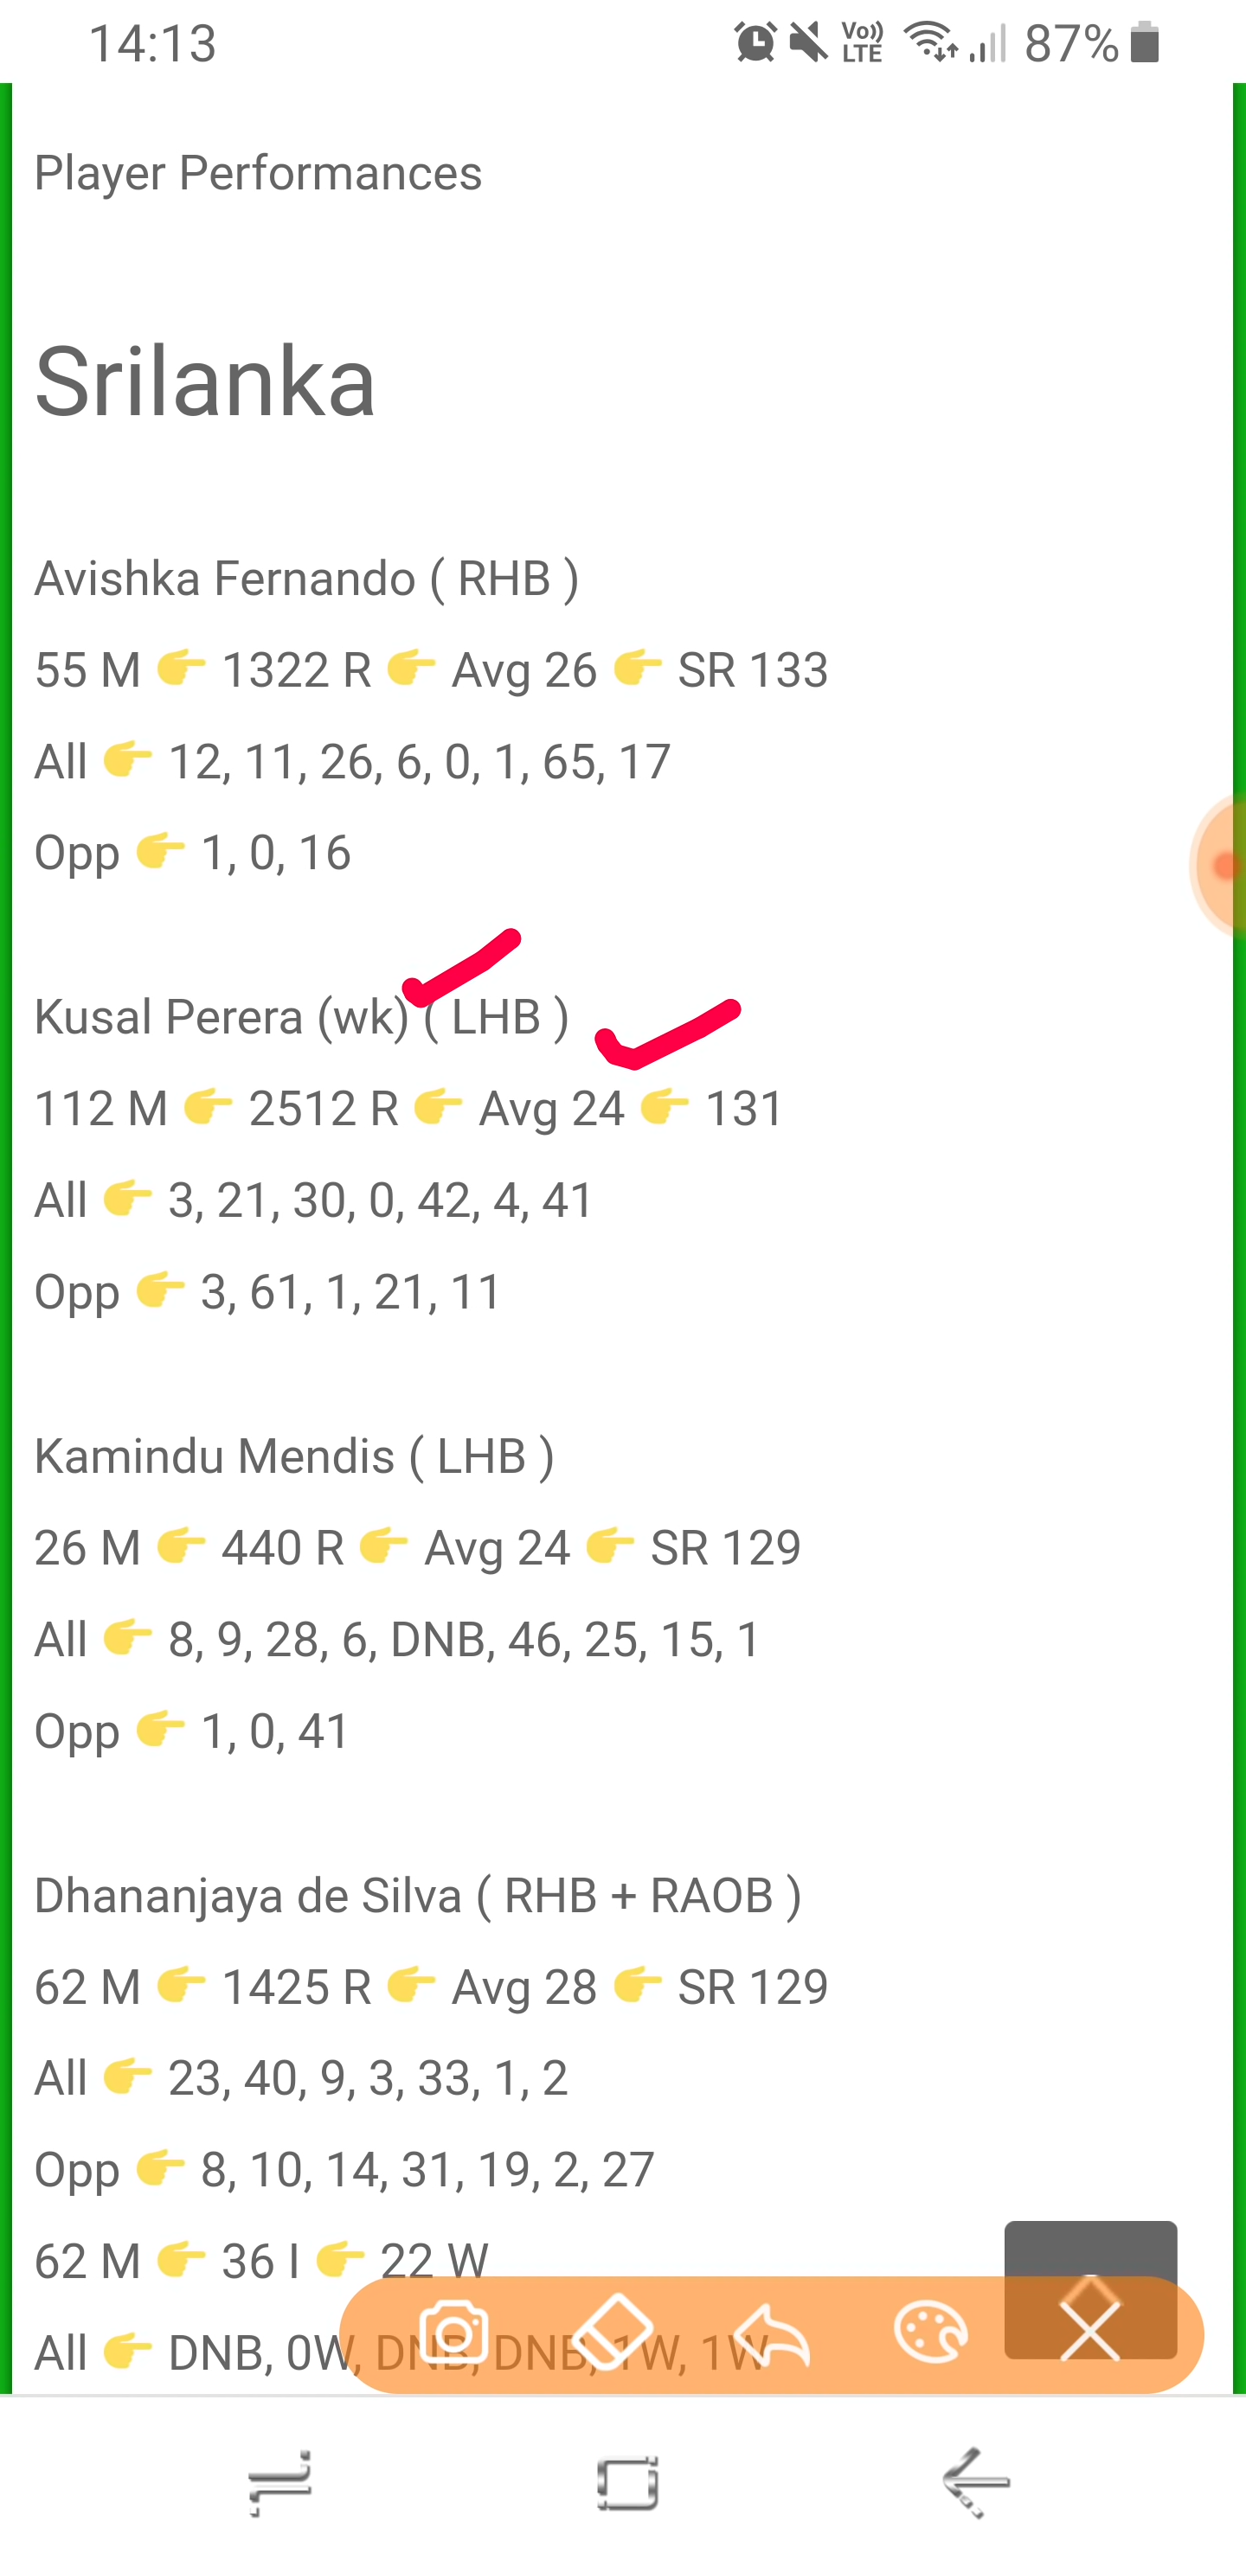 14:13 Vo)) LTE 87%
Player Performances
Srilanka
Avishka Fernando ( RHB )
55 M 👉 1322 R 👉 Avg 26 👉 SR 133
All 👉 12, 11, 26, 6, 0, 1, 65, 17
Opp 👉 1, 0, 16
Kusal Perera (wk) ( LHB )
112 M 👉 2512 R 👉 Avg 24 👉 131
All 👉 3, 21, 30, 0, 42, 4, 41
Opp 👉 3, 61, 1, 21, 11
Kamindu Mendis ( LHB )
26 M 👉 440 R 👉 Avg 24 👉 SR 129
All 👉 8, 9, 28, 6, DNB, 46, 25, 15, 1
Opp 👉 1, 0, 41
Dhananjaya de Silva ( RHB + RAOB )
62 M 👉 1425 R 👉 Avg 28 👉 SR 129
All 👉 23, 40, 9, 3, 33, 1, 2
Opp 👉 8, 10, 14, 31, 19, 2, 27
62 M 👉 36 I 👉 22 W
All 👉 DNB, 0W, DNB, DNB, 1W, 1W